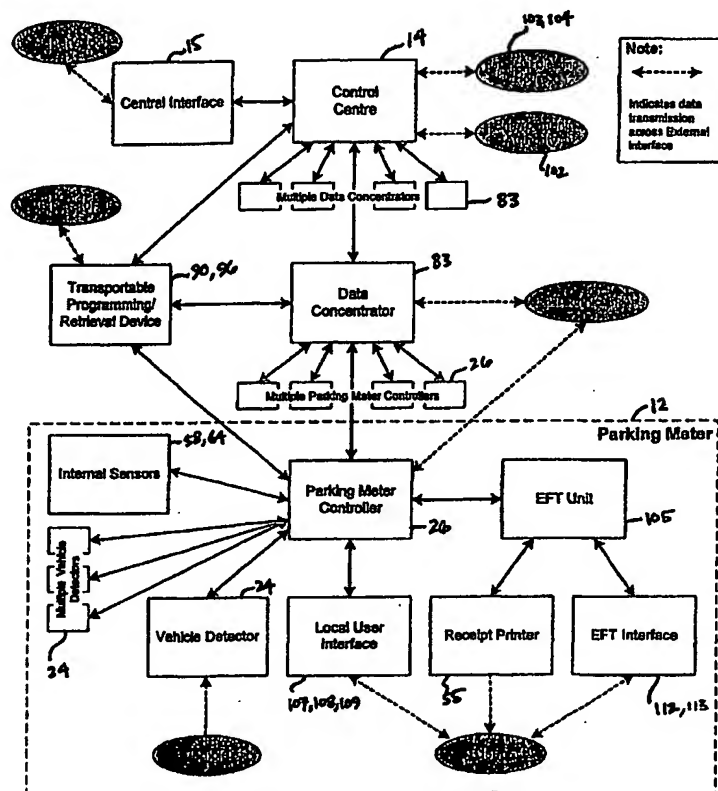 103,104
15
14
Note:
Central Interface
Control
Centre
Indicates data
transmission
across External
Interface
102
Multiple Data Concentrators
83
90,96
83
Transportable
Programming/
Retrieval Device
Data
Concentrator
26
Multiple Parking Meter Controllers
12
Parking Meter
58,64
Internal Sensors
Parking Meter
Controller
26
EFT Unit
105
Multiple Vehicle
Detectors
24
24
Vehicle Detector
Local User
Interface
Receipt Printer
EFT Interface
107,108,109
55
112,113